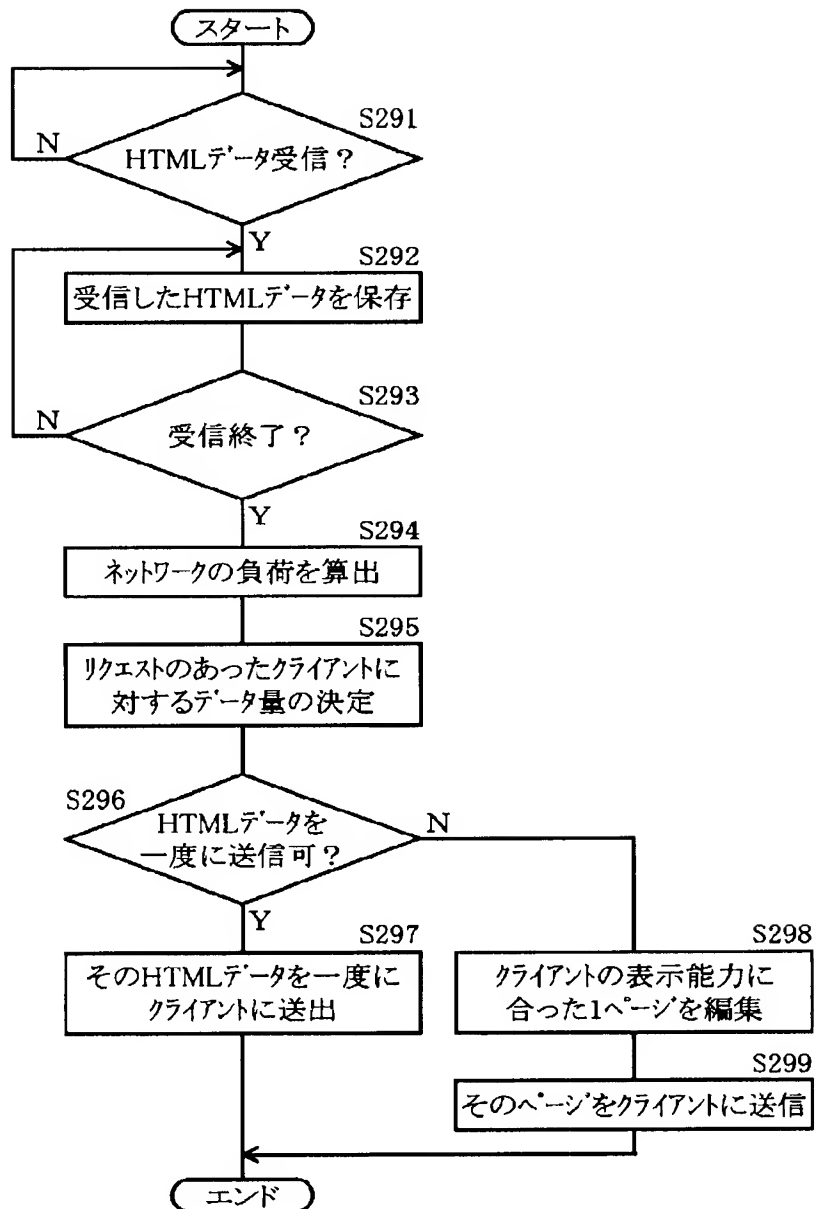 スタート
S291
N
HTMLデータ受信？
Y
S292
受信したHTMLデータを保存
S293
N
受信終了？
Y
S294
ネットワークの負荷を算出
S295
リクエストのあったクライアントに
対するデータ量の決定
S296
HTMLデータを
一度に送信可？
N
Y
S297
そのHTMLデータを一度に
クライアントに送出
S298
クライアントの表示能力に
合った1ページを編集
S299
そのページをクライアントに送信
エンド